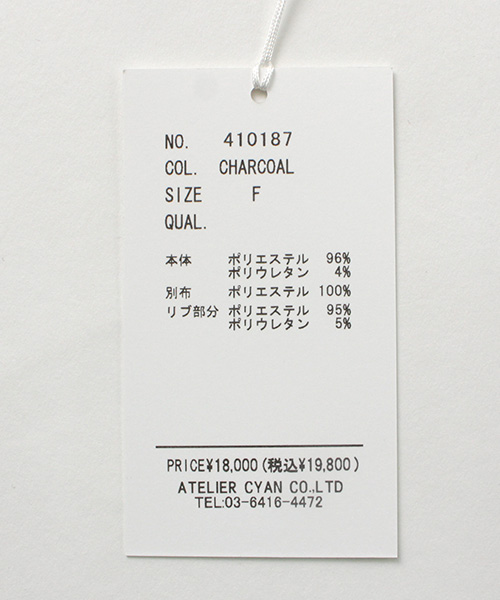 NO. 410187
COL. CHARCOAL
SIZE F
QUAL.
本体 ポリエステル 96%
ポリウレタン 4%
別布 ポリエステル 100%
リブ部分 ポリエステル 95%
ポリウレタン 5%
PRICE¥18,000(税込¥19,800)
ATELIER CYAN CO.,LTD
TEL:03-6416-4472